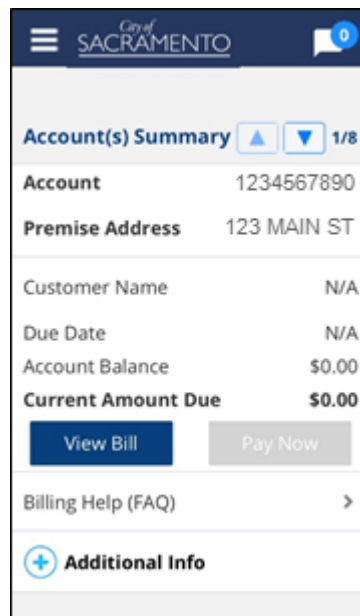 City of
SACRAMENTO
0
Account(s) Summary 1/8
Account 1234567890
Premise Address 123 MAIN ST
Customer Name N/A
Due Date N/A
Account Balance $0.00
Current Amount Due $0.00
View Bill Pay Now
Billing Help (FAQ)
Additional Info